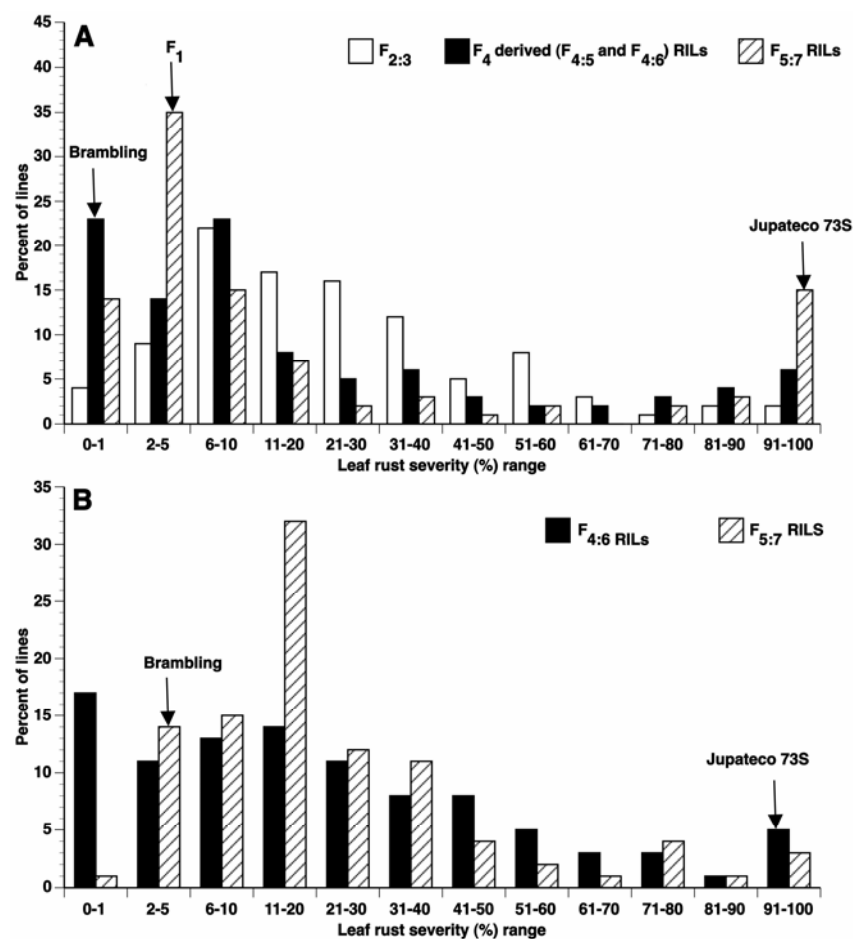 A
F2:3
F4 derived (F4:5 and F4:6) RILs
F5:7 RILs
F1
Brambling
Jupateco 73S
Percent of lines
45
40
35
30
25
20
15
10
5
0
0-1 2-5 6-10 11-20 21-30 31-40 41-50 51-60 61-70 71-80 81-90 91-100
Leaf rust severity (%) range
B
F4:6 RILs
F5:7 RILS
Brambling
Jupateco 73S
Percent of lines
35
30
25
20
15
10
5
0
0-1 2-5 6-10 11-20 21-30 31-40 41-50 51-60 61-70 71-80 81-90 91-100
Leaf rust severity (%) range